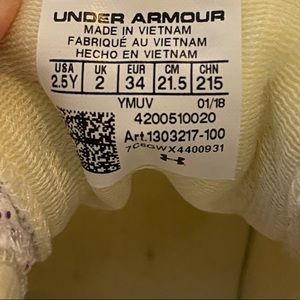 UNDER ARMOUR
MADE IN VIETNAM
FABRIQUÉ AU VIETNAM
HECHO EN VIETNAM
USA UK EUR CM CHN
2.5Y 2 34 21.5 215
YMUV 01/18
4200510020
Art.1303217-100
7C6GWX4400931